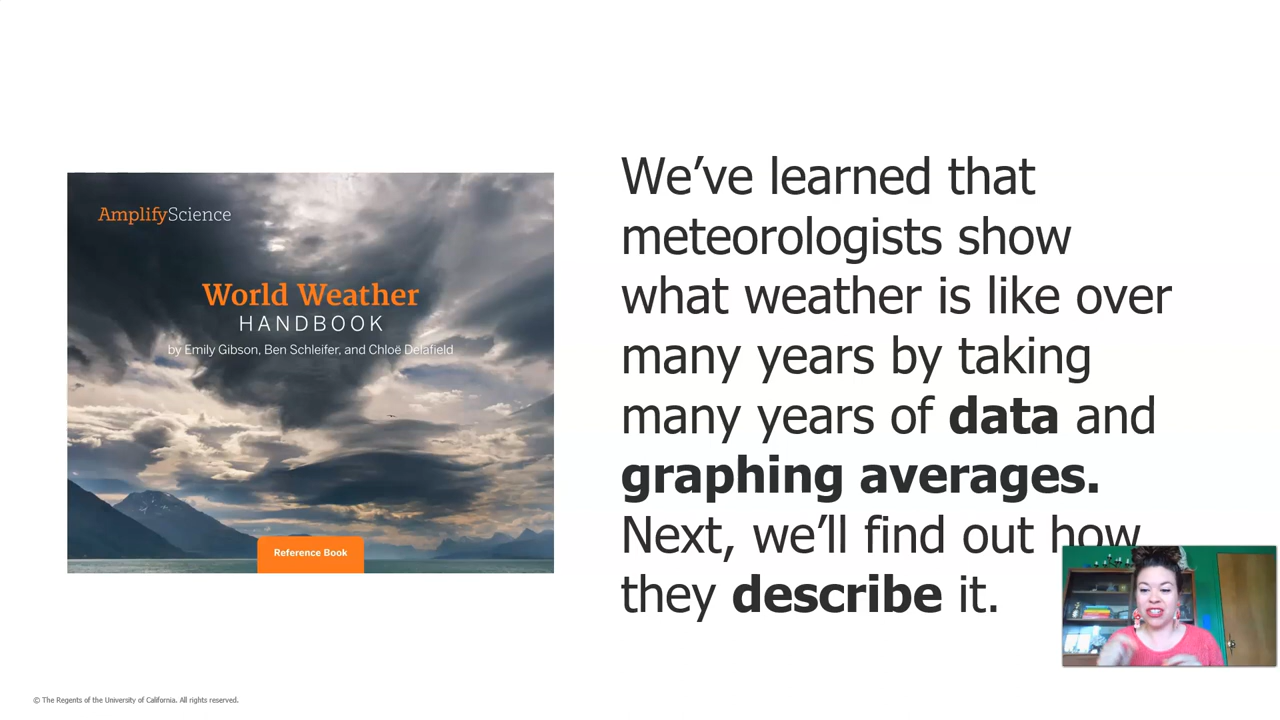 AmplifyScience
World Weather
HANDBOOK
by Emily Gibson, Ben Schleifer, and Chloë Delafield
Reference Book
We’ve learned that
meteorologists show
what weather is like over
many years by taking
many years of data and
graphing averages.
Next, we’ll find out how
they describe it.
© The Regents of the University of California. All rights reserved.